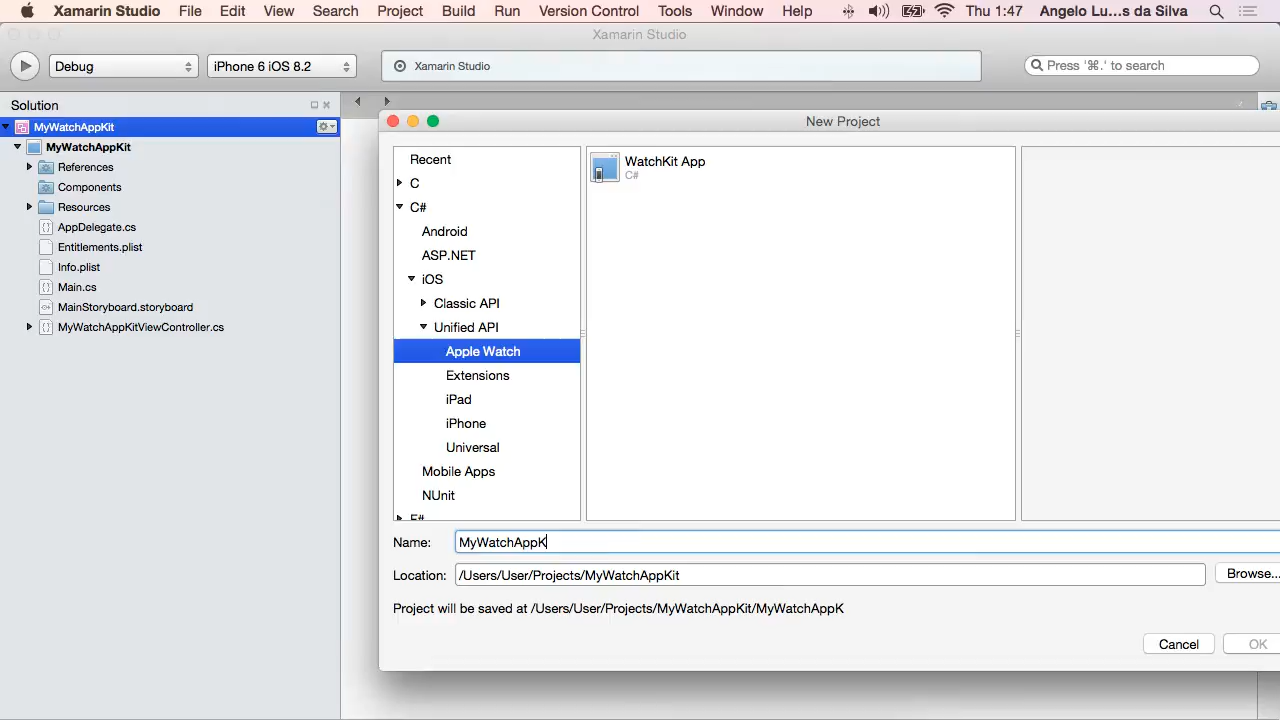 Xamarin Studio File Edit View Search Project Build Run Version Control Tools Window Help Thu 1:47 Angelo Lu...s da Silva
Xamarin Studio
Debug iPhone 6 iOS 8.2 Xamarin Studio Press '⌘.' to search
Solution
MyWatchAppKit
MyWatchAppKit
References
Components
Resources
AppDelegate.cs
Entitlements.plist
Info.plist
Main.cs
MainStoryboard.storyboard
MyWatchAppKitViewController.cs
New Project
Recent
C
C#
Android
ASP.NET
iOS
Classic API
Unified API
Apple Watch
Extensions
iPad
iPhone
Universal
Mobile Apps
NUnit
F#
WatchKit App
C#
Name: MyWatchAppK
Location: /Users/User/Projects/MyWatchAppKit Browse...
Project will be saved at /Users/User/Projects/MyWatchAppKit/MyWatchAppK
Cancel OK